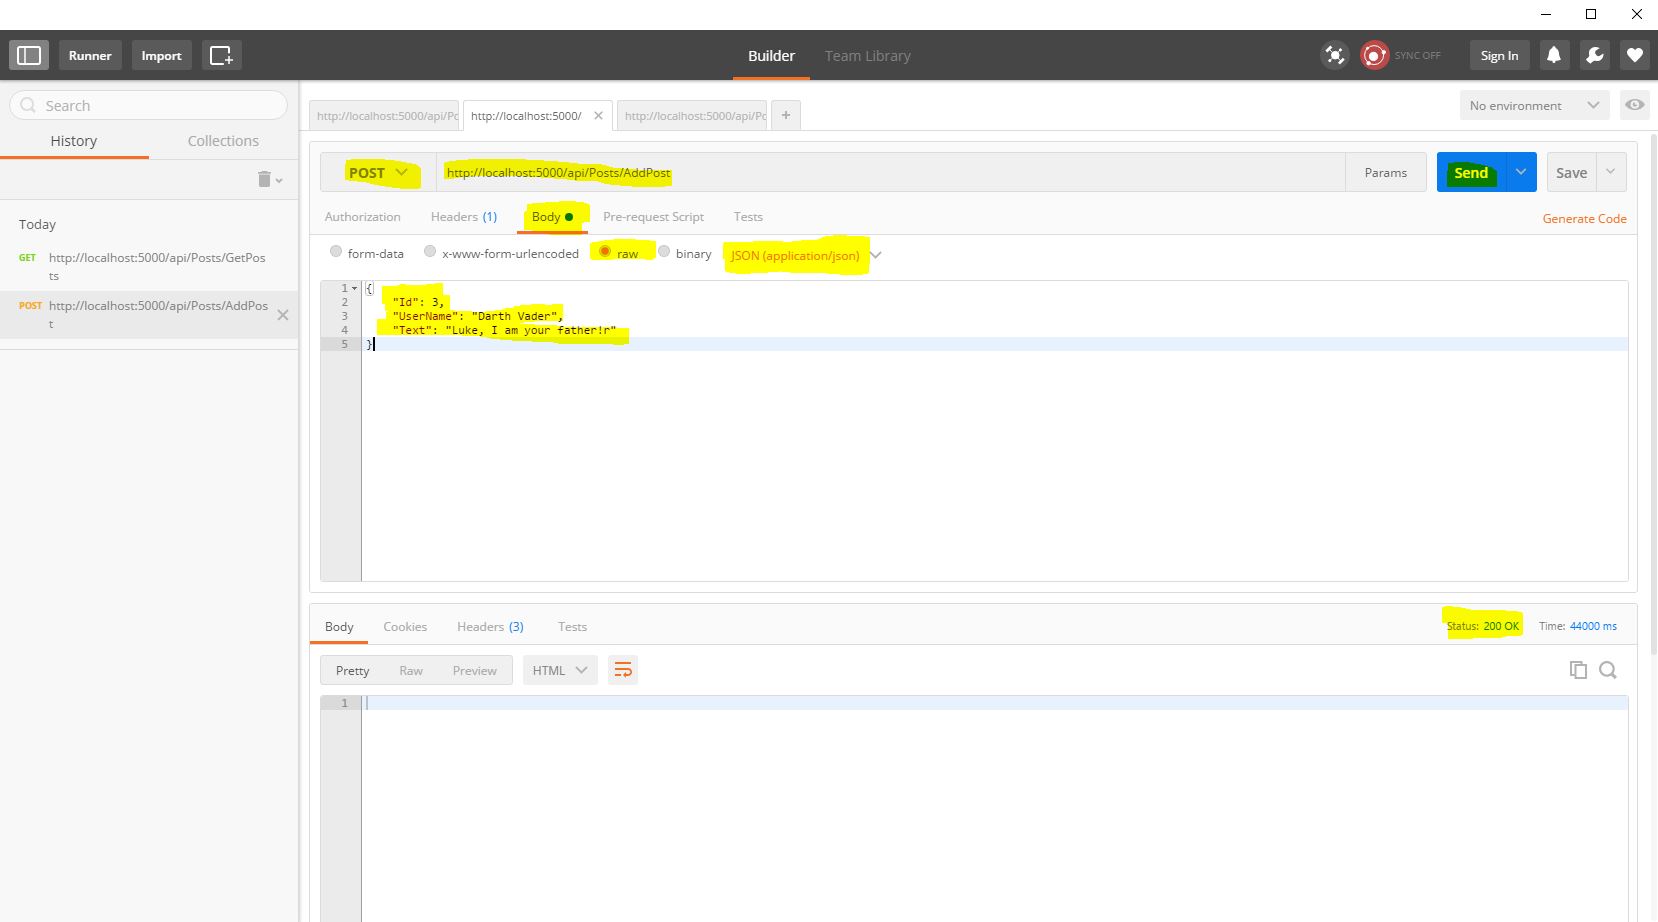 Runner
Import
Builder
Team Library
SYNC OFF
Sign In
Search
History
Collections
Today
GET http://localhost:5000/api/Posts/GetPos
ts
POST http://localhost:5000/api/Posts/AddPos
t
http://localhost:5000/api/Pc
http://localhost:5000/
http://localhost:5000/api/Pc
No environment
POST
http://localhost:5000/api/Posts/AddPost
Params
Send
Save
Authorization
Headers (1)
Body
Pre-request Script
Tests
Generate Code
form-data
x-www-form-urlencoded
raw
binary
JSON (application/json)
1 {
2 "Id": 3,
3 "UserName": "Darth Vader",
4 "Text": "Luke, I am your father!r"
5 }
Body
Cookies
Headers (3)
Tests
Status: 200 OK
Time: 44000 ms
Pretty
Raw
Preview
HTML
1